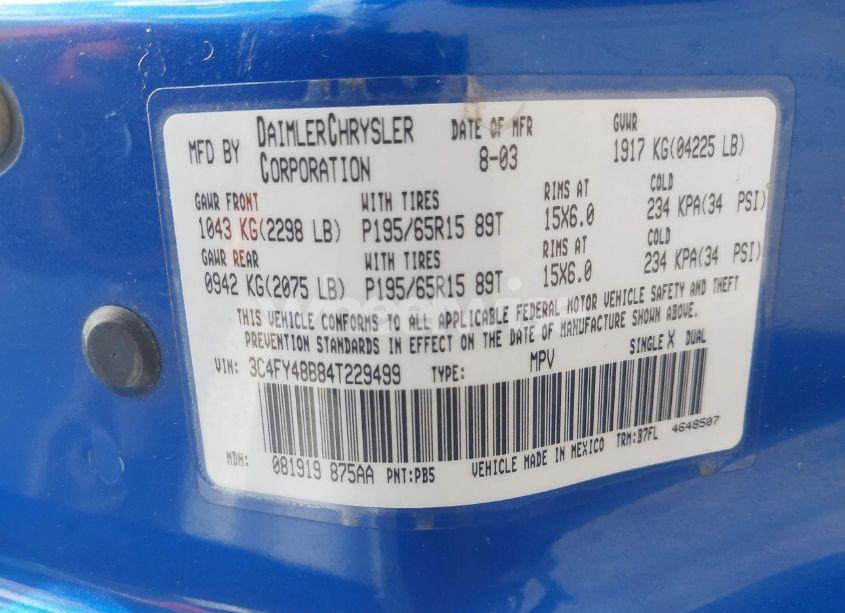 MFD BY DAIMLERCHRYSLER CORPORATION DATE OF MFR 8-03 GVWR 1917 KG(04225 LB)
GAWR FRONT WITH TIRES RIMS AT COLD
1043 KG(2298 LB) P195/65R15 89T 15X6.0 234 KPA(34 PSI)
GAWR REAR WITH TIRES RIMS AT COLD
0942 KG(2075 LB) P195/65R15 89T 15X6.0 234 KPA(34 PSI)
THIS VEHICLE CONFORMS TO ALL APPLICABLE FEDERAL MOTOR VEHICLE SAFETY AND THEFT
PREVENTION STANDARDS IN EFFECT ON THE DATE OF MANUFACTURE SHOWN ABOVE.
VIN: 3C4FY48B84T229499 TYPE: MPV SINGLE X DUAL
MDH: 081919 875AA PNT:PB5 VEHICLE MADE IN MEXICO TRM:B7FL 4648507